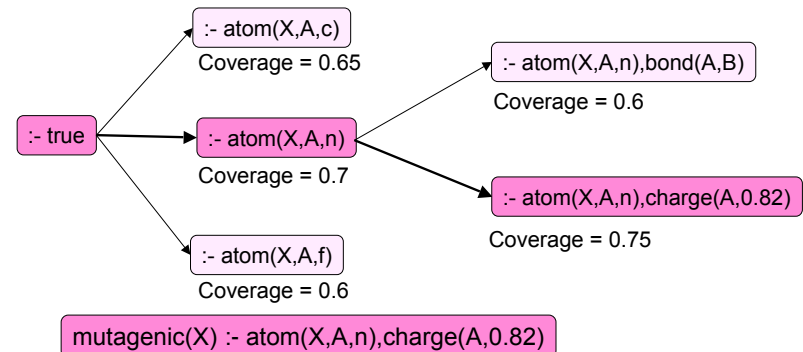 :- atom(X,A,c)
Coverage = 0.65
:- atom(X,A,n),bond(A,B)
Coverage = 0.6
:- true
:- atom(X,A,n)
Coverage = 0.7
:- atom(X,A,n),charge(A,0.82)
Coverage = 0.75
:- atom(X,A,f)
Coverage = 0.6
mutagenic(X) :- atom(X,A,n),charge(A,0.82)